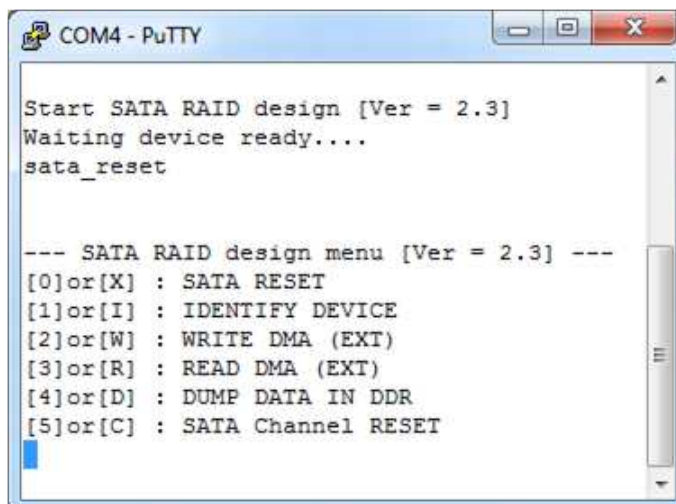 COM4 - PuTTY
Start SATA RAID design [Ver = 2.3]
Waiting device ready....
sata_reset
--- SATA RAID design menu [Ver = 2.3] ---
[0]or[X] : SATA RESET
[1]or[I] : IDENTIFY DEVICE
[2]or[W] : WRITE DMA (EXT)
[3]or[R] : READ DMA (EXT)
[4]or[D] : DUMP DATA IN DDR
[5]or[C] : SATA Channel RESET